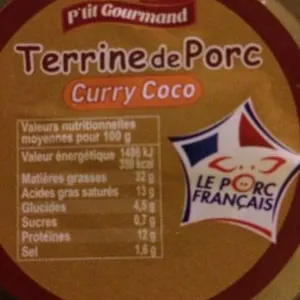 P'tit Gourmand
Terrine de Porc
Curry Coco
Valeurs nutritionnelles
moyennes pour 100 g
Valeur énergétique 1486 kJ
359 kcal
Matières grasses 32 g
Acides gras saturés 13 g
Glucides 4,5 g
Sucres 0,7 g
Protéines 12 g
Sel 1,6 g
LE PORC
FRANÇAIS